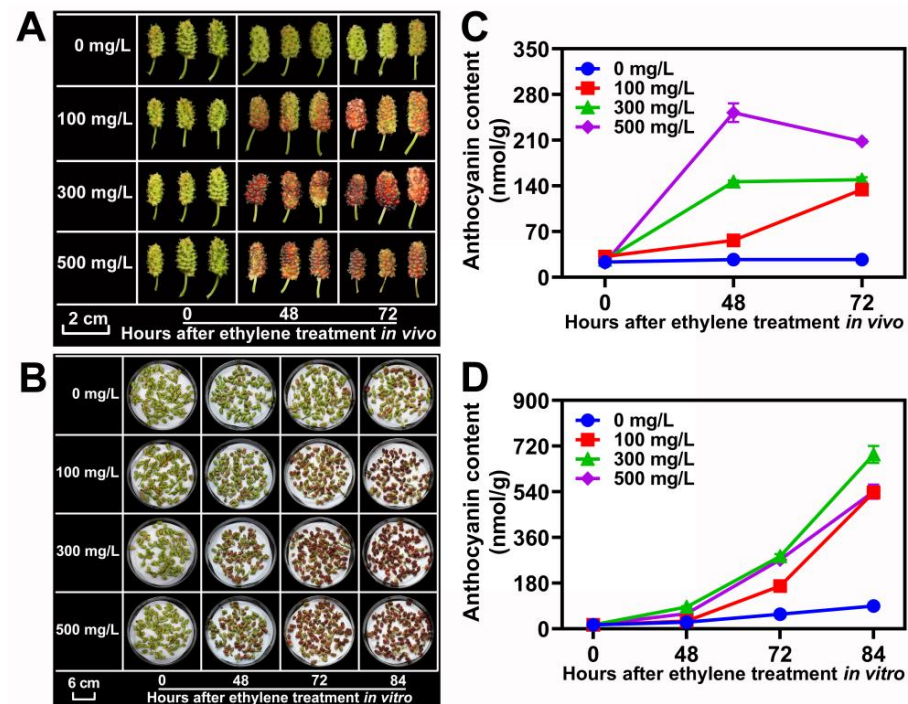 A
0 mg/L
100 mg/L
300 mg/L
500 mg/L
2 cm
0 48 72
Hours after ethylene treatment in vivo
B
0 mg/L
100 mg/L
300 mg/L
500 mg/L
6 cm
0 48 72 84
Hours after ethylene treatment in vitro
C
Anthocyanin content
(nmol/g)
350
280
210
140
70
0
0 mg/L
100 mg/L
300 mg/L
500 mg/L
0 48 72
Hours after ethylene treatment in vivo
D
Anthocyanin content
(nmol/g)
900
720
540
360
180
0
0 mg/L
100 mg/L
300 mg/L
500 mg/L
0 48 72 84
Hours after ethylene treatment in vitro